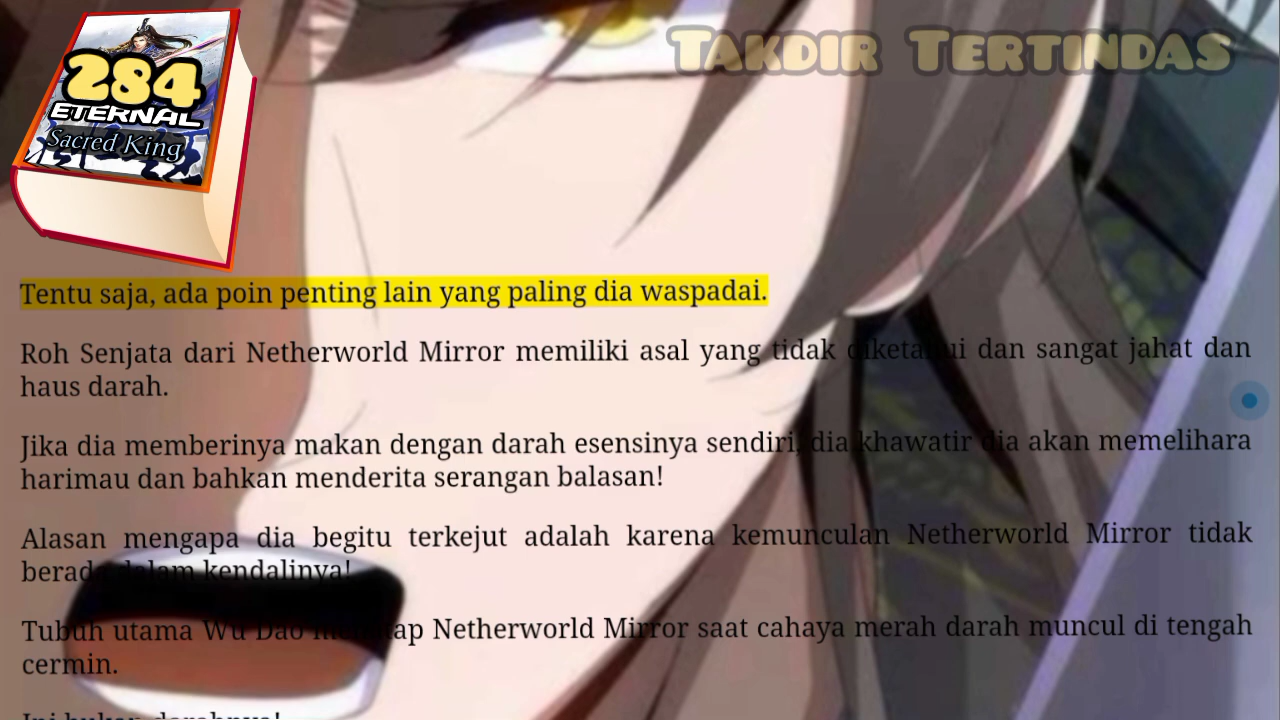 Takdir Tertindas
284
ETERNAL
Sacred King
Tentu saja, ada poin penting lain yang paling dia waspadai.
Roh Senjata dari Netherworld Mirror memiliki asal yang tidak diketahui dan sangat jahat dan
haus darah.
Jika dia memberinya makan dengan darah esensinya sendiri, dia khawatir dia akan memelihara
harimau dan bahkan menderita serangan balasan!
Alasan mengapa dia begitu terkejut adalah karena kemunculan Netherworld Mirror tidak
berada dalam kendalinya!
Tubuh utama Wu Dao menatap Netherworld Mirror saat cahaya merah darah muncul di tengah
cermin.
Ini bukan darahnya!